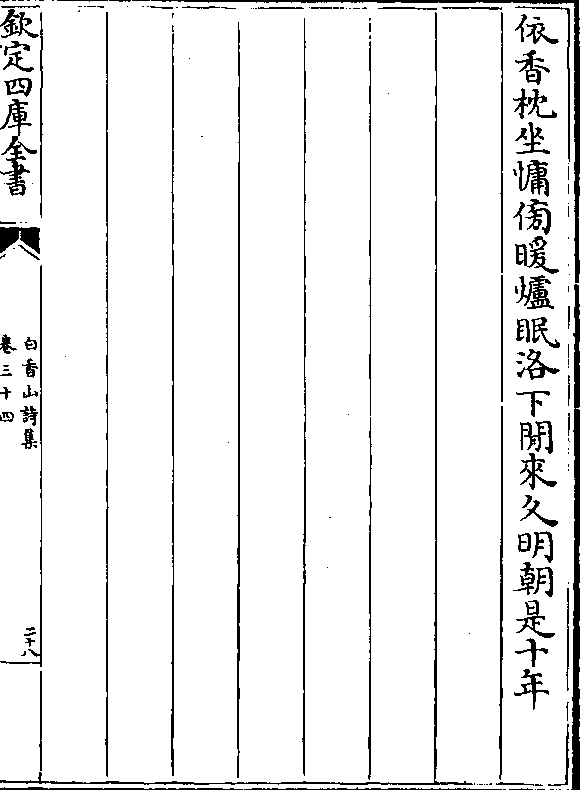 依香枕坐慵傍暖爐眠洛下閒來久明朝是十年
欽定四庫全書
白香山詩集
卷三十四
二十八